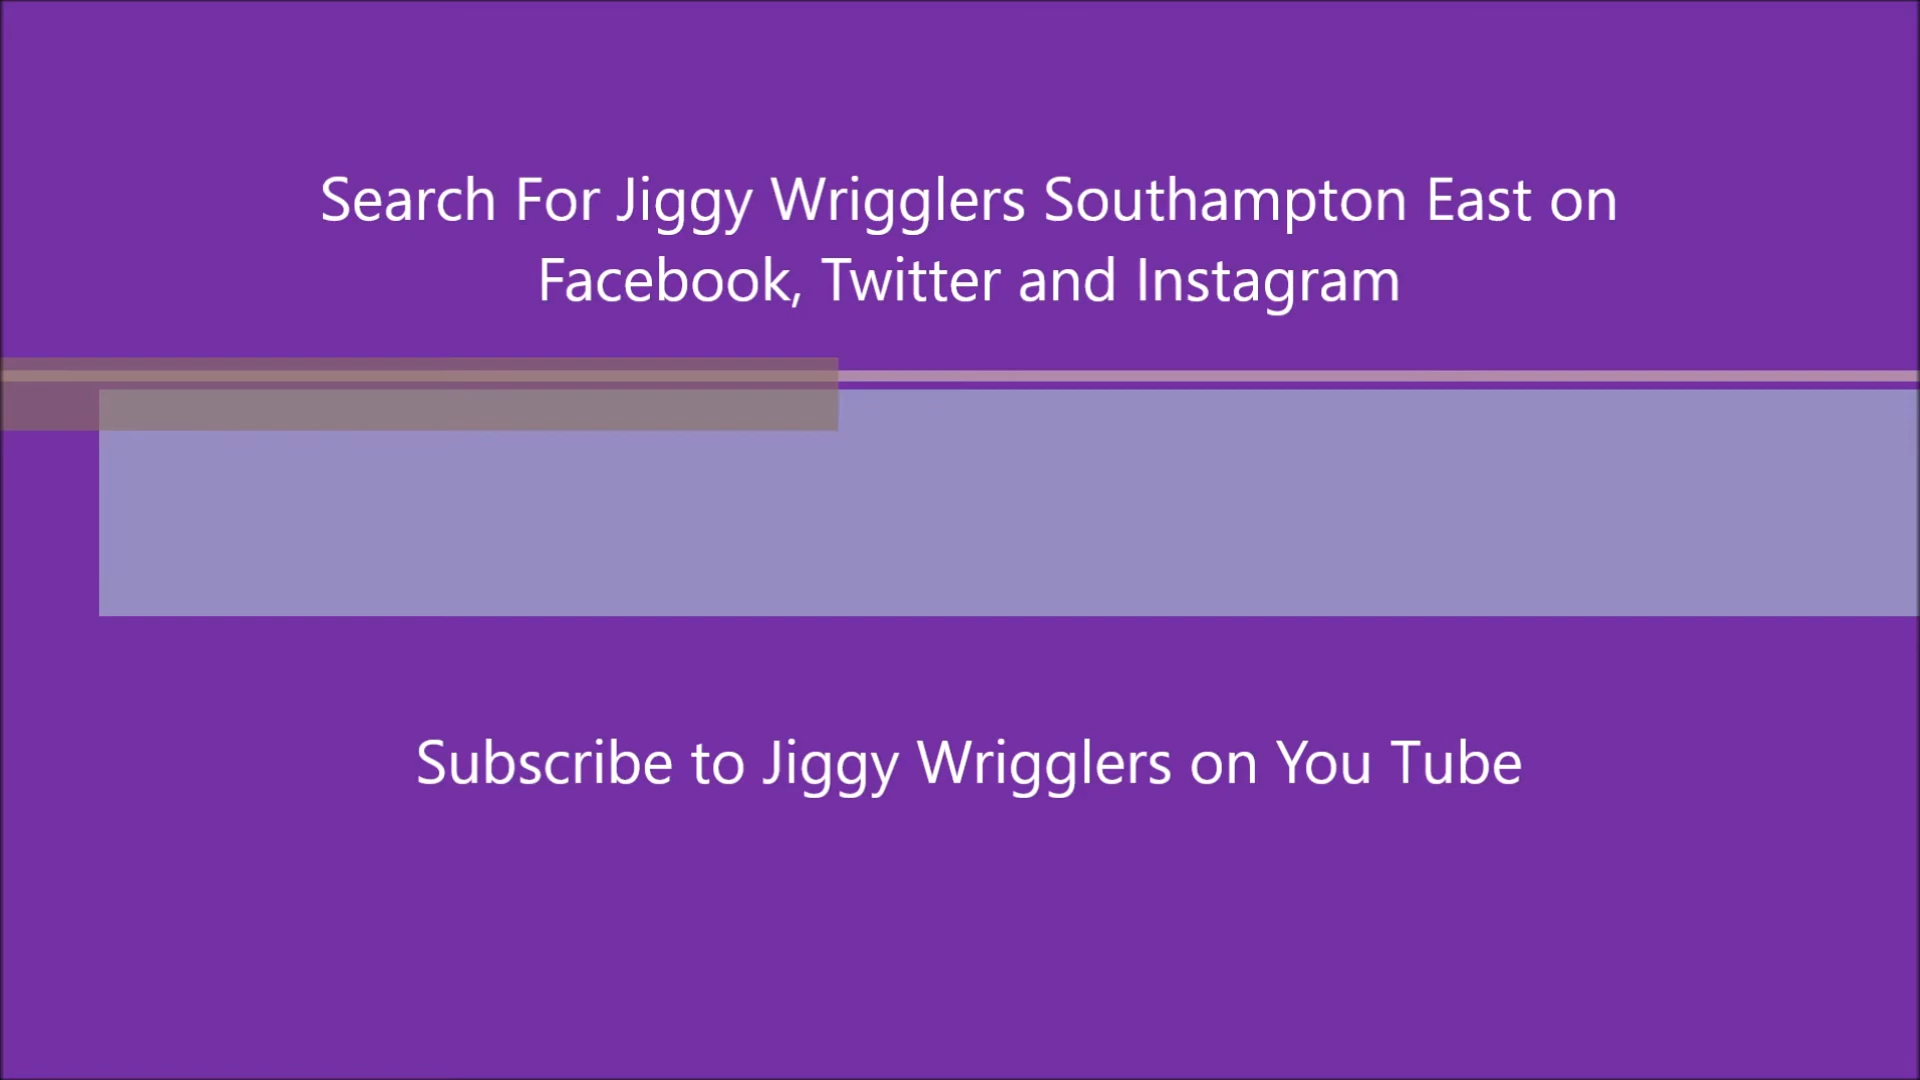 Search For Jiggy Wrigglers Southampton East on
Facebook, Twitter and Instagram
Subscribe to Jiggy Wrigglers on You Tube